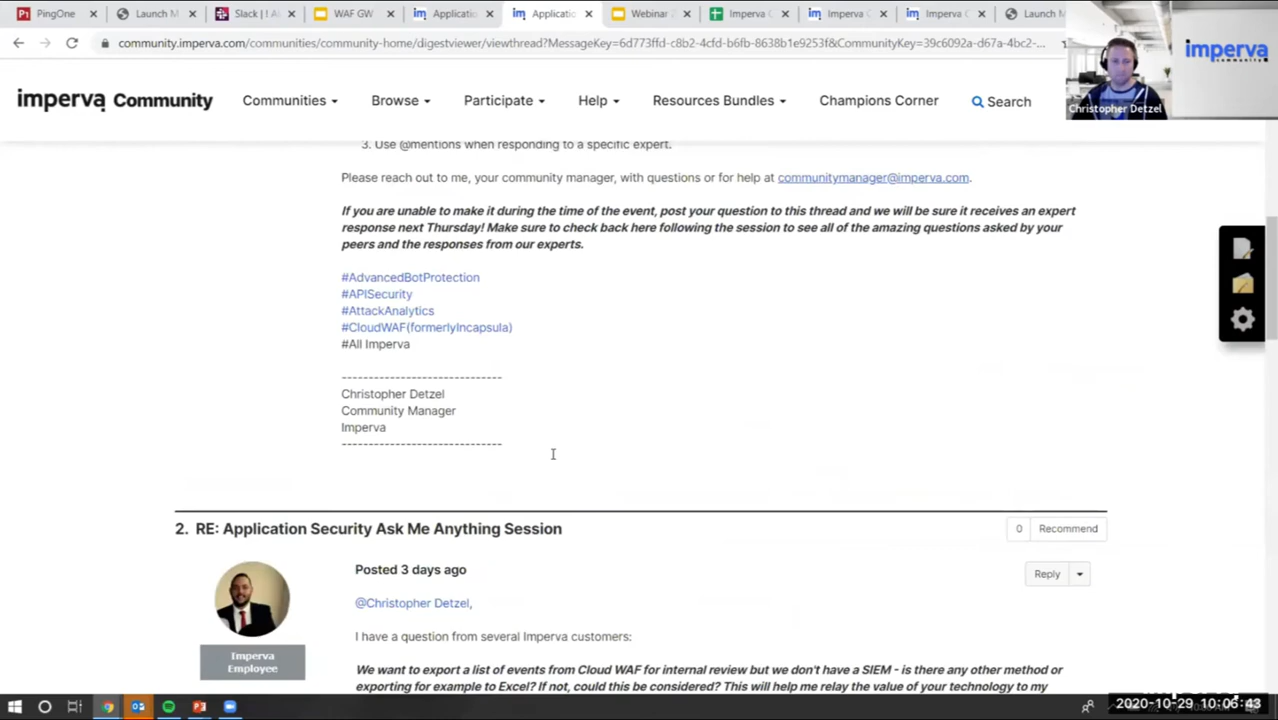 PingOne
Launch M
Slack | ! A
WAF GW
Applicatio
Applicatio
Webinar
Imperva
Imperva
Imperva
Launch M
community.imperva.com/communities/community-home/digestviewer/viewthread?MessageKey=6d773ffd-c8b2-4cfd-b6fb-8638b1e9253f&CommunityKey=39c6092a-d67a-4bc2-...
imperva Community
Communities
Browse
Participate
Help
Resources Bundles
Champions Corner
Search
imperva
community
Christopher Detzel
3. Use @mentions when responding to a specific expert.
Please reach out to me, your community manager, with questions or for help at communitymanager@imperva.com.
If you are unable to make it during the time of the event, post your question to this thread and we will be sure it receives an expert
response next Thursday! Make sure to check back here following the session to see all of the amazing questions asked by your
peers and the responses from our experts.
#AdvancedBotProtection
#APISecurity
#AttackAnalytics
#CloudWAF(formerlyIncapsula)
#All Imperva
------------------------------
Christopher Detzel
Community Manager
Imperva
------------------------------
2. RE: Application Security Ask Me Anything Session
0 Recommend
Posted 3 days ago
Reply
@Christopher Detzel,
I have a question from several Imperva customers:
Imperva
Employee
We want to export a list of events from Cloud WAF for internal review but we don't have a SIEM - is there any other method or
exporting for example to Excel? If not, could this be considered? This will help me relay the value of your technology to my
2020-10-29 10:06:43